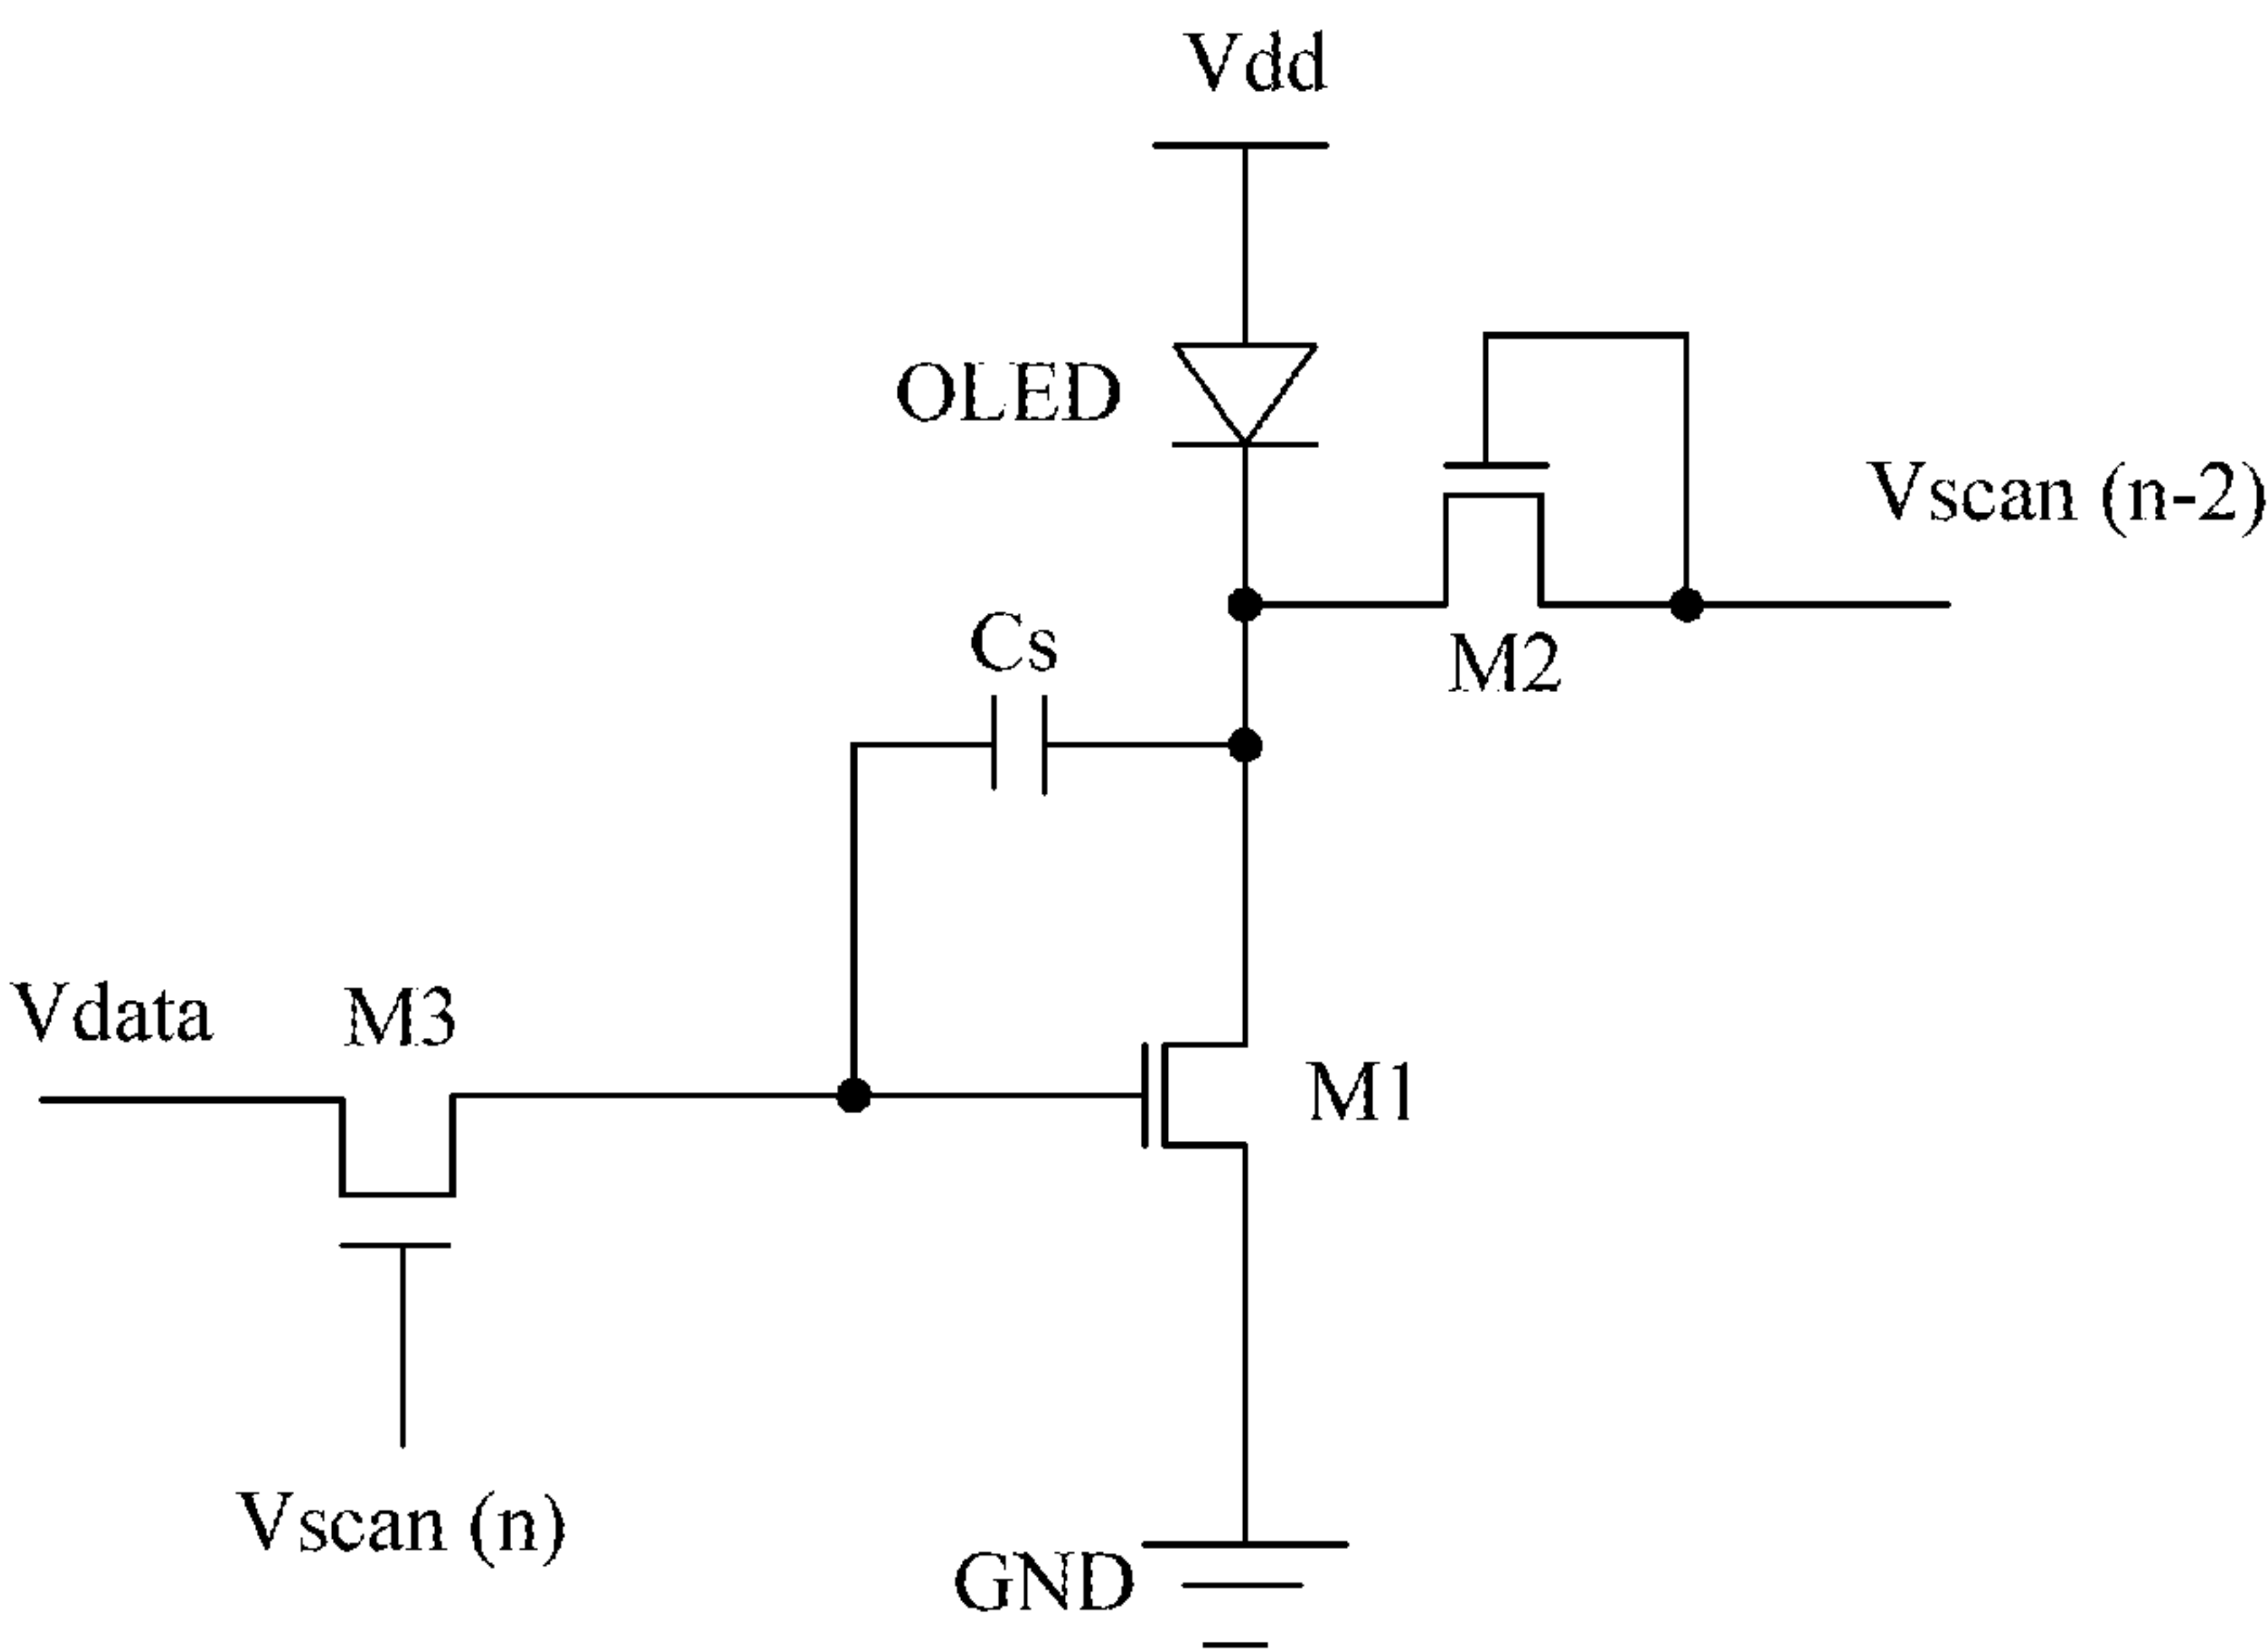 Vdd
OLED
Vscan (n-2)
Cs
M2
Vdata
M3
M1
Vscan (n)
GND